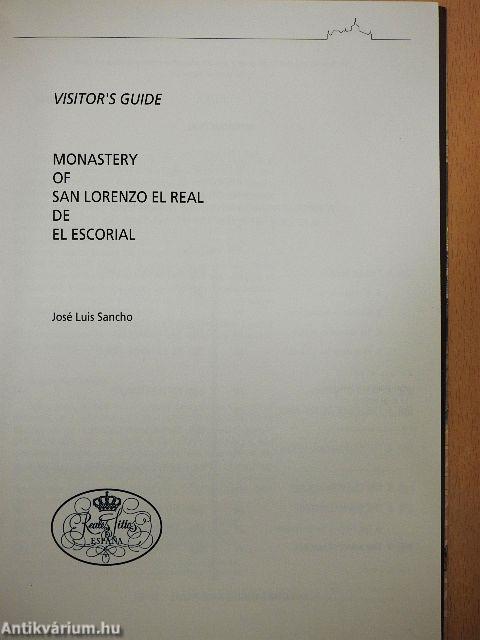 VISITOR'S GUIDE
MONASTERY
OF
SAN LORENZO EL REAL
DE
EL ESCORIAL
José Luis Sancho
Reales Sitios
DE
ESPAÑA
Antikvárium.hu